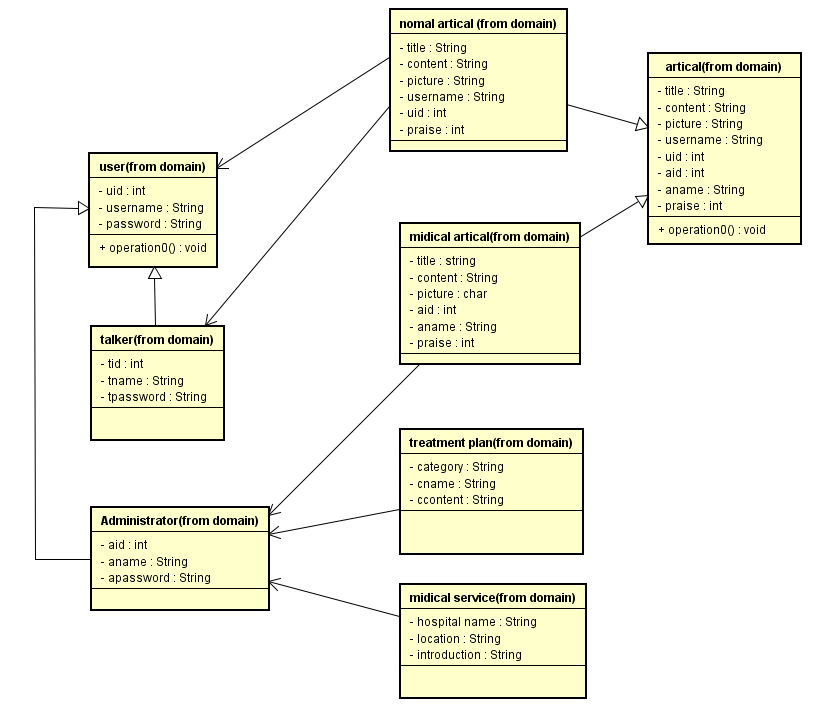 nomal artical (from domain)
- title : String
- content : String
- picture : String
- username : String
- uid : int
- praise : int
artical(from domain)
- title : String
- content : String
- picture : String
- username : String
- uid : int
- aid : int
- aname : String
- praise : int
+ operation0() : void
user(from domain)
- uid : int
- username : String
- password : String
+ operation0() : void
midical artical(from domain)
- title : string
- content : String
- picture : char
- aid : int
- aname : String
- praise : int
talker(from domain)
- tid : int
- tname : String
- tpassword : String
treatment plan(from domain)
- category : String
- cname : String
- ccontent : String
Administrator(from domain)
- aid : int
- aname : String
- apassword : String
midical service(from domain)
- hospital name : String
- location : String
- introduction : String